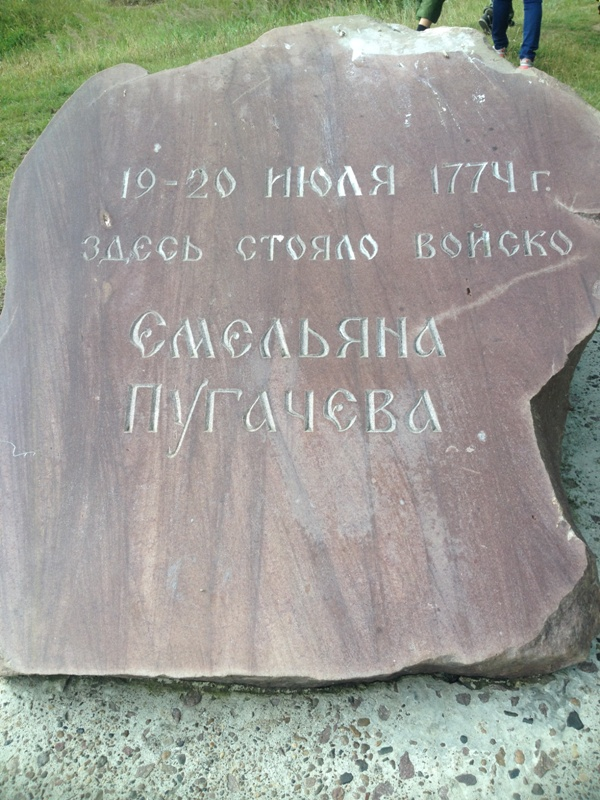 19-20 ИЮЛЯ 1774 г.
ЗДЕСЬ СТОЯЛО ВОЙСКО
ЕМЕЛЬЯНА
ПУГАЧЕВА